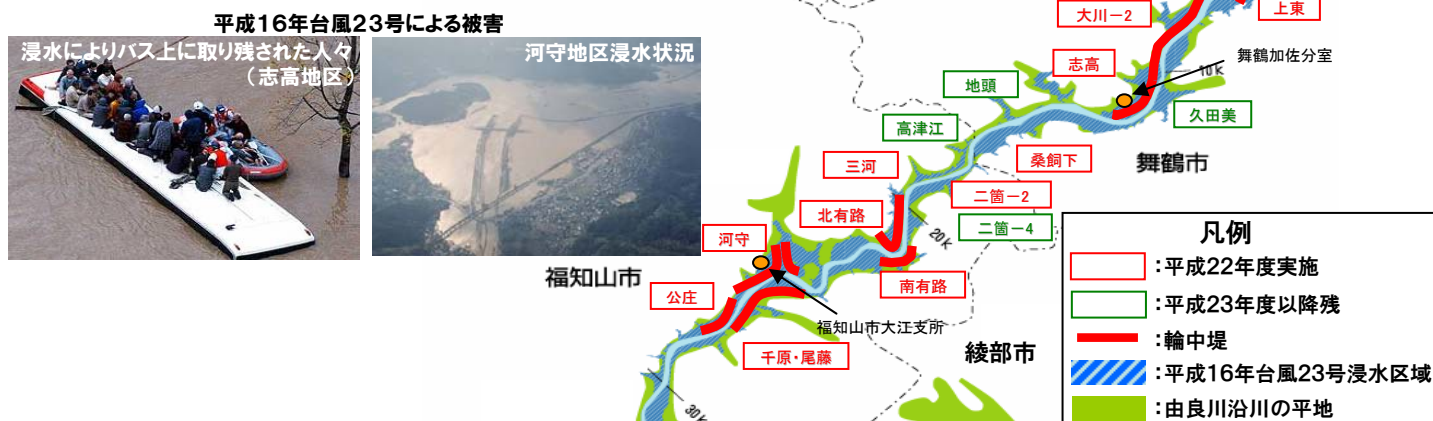 平成16年台風23号による被害
浸水によりバス上に取り残された人々
(志高地区)
河守地区浸水状況
大川－2
上東
舞鶴加佐分室
志高
10K
地頭
久田美
高津江
桑飼下
舞鶴市
三河
二箇－2
北有路
二箇－4
20K
河守
福知山市
南有路
公庄
福知山市大江支所
千原・尾藤
綾部市
30K
凡例
：平成22年度実施
：平成23年度以降残
：輪中堤
：平成16年台風23号浸水区域
：由良川沿川の平地